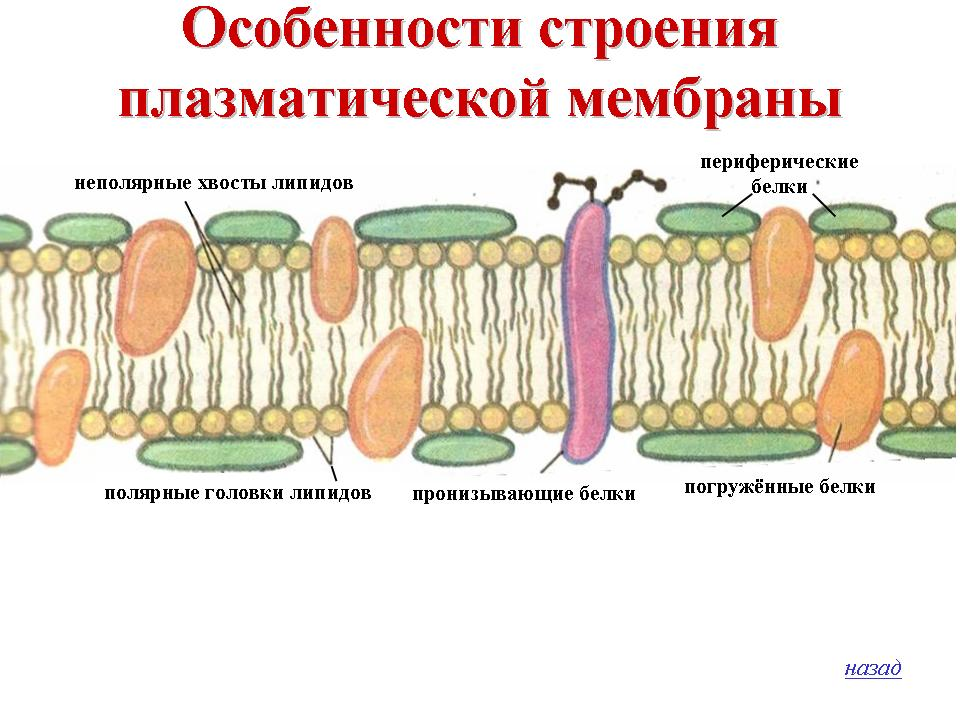 Особенности строения
плазматической мембраны
периферические
белки
неполярные хвосты липидов
полярные головки липидов
пронизывающие белки
погружённые белки
назад